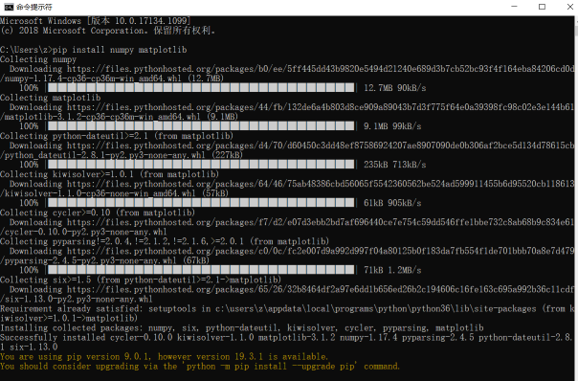 命令提示符
Microsoft Windows [版本 10.0.17134.1099]
(c) 2018 Microsoft Corporation。保留所有权利。
C:\Users\z>pip install numpy matplotlib
Collecting numpy
Downloading https://files.pythonhosted.org/packages/b0/ee/5ff445dd43b9820e5494d21240e689d3b7cb52bc93f4f164eba84206cd0d
/numpy-1.17.4-cp36-cp36m-win_amd64.whl (12.7MB)
100% 12.7MB 90kB/s
Collecting matplotlib
Downloading https://files.pythonhosted.org/packages/44/fb/132de6a4b803d8ce909a89043b7d3f775f64e0a39398fc98c02e3e144b61
/matplotlib-3.1.2-cp36-cp36m-win_amd64.whl (9.1MB)
100% 9.1MB 99kB/s
Collecting python-dateutil>=2.1 (from matplotlib)
Downloading https://files.pythonhosted.org/packages/d4/70/d60450c3dd48ef87586924207ae8907090de0b306af2bce5d134d78615cb
/python_dateutil-2.8.1-py2.py3-none-any.whl (227kB)
100% 235kB 713kB/s
Collecting kiwisolver>=1.0.1 (from matplotlib)
Downloading https://files.pythonhosted.org/packages/64/46/75ab48386cbd56065f5542360562be524ad599911455b6d95520cb118613
/kiwisolver-1.1.0-cp36-none-win_amd64.whl (57kB)
100% 61kB 905kB/s
Collecting cycler>=0.10 (from matplotlib)
Downloading https://files.pythonhosted.org/packages/f7/d2/e07d3ebb2bd7af696440ce7e754c59dd546ffe1bbe732c8ab68b9c834e61
/cycler-0.10.0-py2.py3-none-any.whl
Collecting pyparsing!=2.0.4,!=2.1.2,!=2.1.6,>=2.0.1 (from matplotlib)
Downloading https://files.pythonhosted.org/packages/c0/0c/fc2e007d9a992d997f04a80125b0f183da7fb554f1de701bbb70a8e7d479
/pyparsing-2.4.5-py2.py3-none-any.whl (67kB)
100% 71kB 1.2MB/s
Collecting six>=1.5 (from python-dateutil>=2.1->matplotlib)
Downloading https://files.pythonhosted.org/packages/65/26/32b8464df2a97e6dd1b656ed26b2c194606c16fe163c695a992b36c11cdf
/six-1.13.0-py2.py3-none-any.whl
Requirement already satisfied: setuptools in c:\users\z\appdata\local\programs\python\python36\lib\site-packages (from k
iwisolver>=1.0.1->matplotlib)
Installing collected packages: numpy, six, python-dateutil, kiwisolver, cycler, pyparsing, matplotlib
Successfully installed cycler-0.10.0 kiwisolver-1.1.0 matplotlib-3.1.2 numpy-1.17.4 pyparsing-2.4.5 python-dateutil-2.8.
1 six-1.13.0
You are using pip version 9.0.1, however version 19.3.1 is available.
You should consider upgrading via the 'python -m pip install --upgrade pip' command.